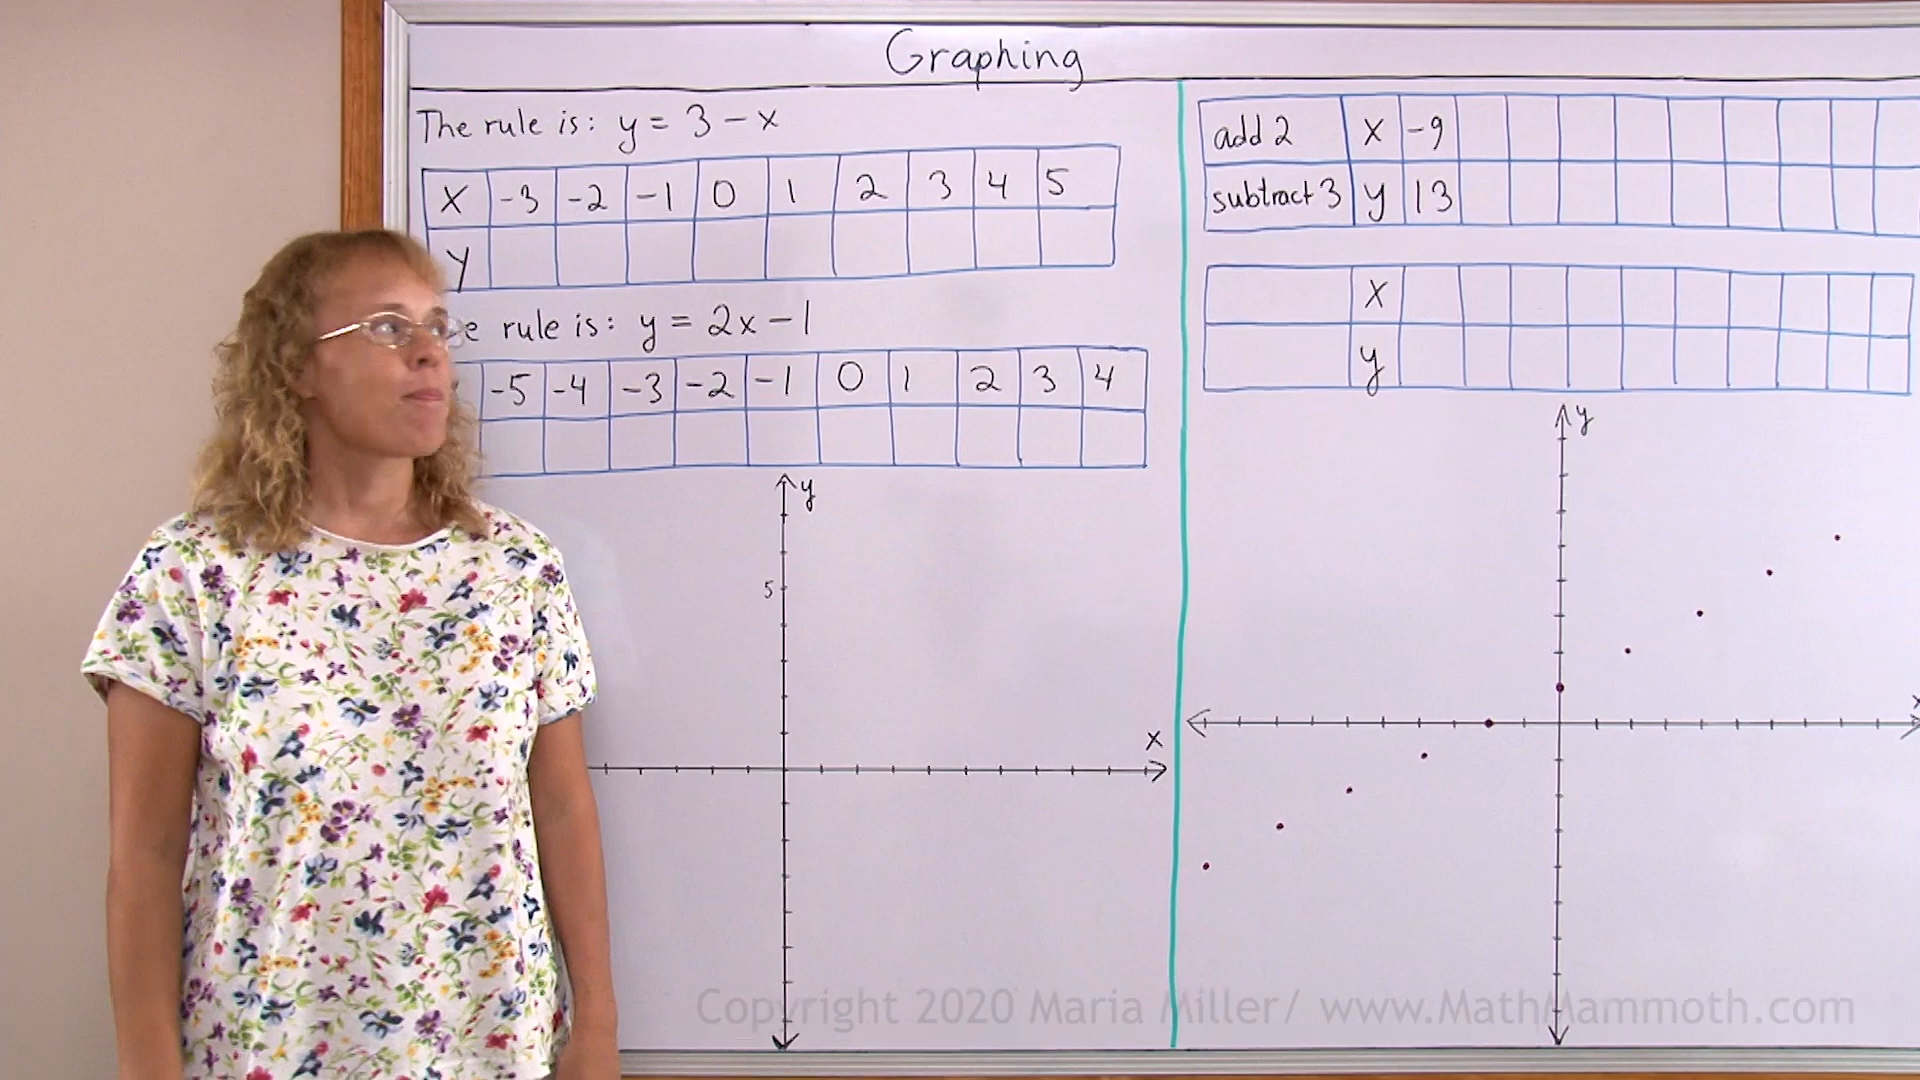 Graphing
The rule is: y = 3 − x
X -3 -2 -1 0 1 2 3 4 5
y
rule is: y = 2x − 1
-5 -4 -3 -2 -1 0 1 2 3 4
y
5
x
add 2 X -9
subtract 3 y 13
X
y
y
x
Copyright 2020 Maria Miller/ www.MathMammoth.com